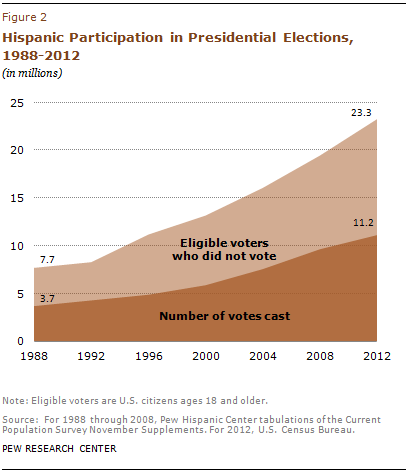 Figure 2
Hispanic Participation in Presidential Elections,
1988-2012
(in millions)
25
23.3
20
15
11.2
10
Eligible voters
who did not vote
7.7
5
3.7
Number of votes cast
0
1988 1992 1996 2000 2004 2008 2012
Note: Eligible voters are U.S. citizens ages 18 and older.
Source: For 1988 through 2008, Pew Hispanic Center tabulations of the Current
Population Survey November Supplements. For 2012, U.S. Census Bureau.
PEW RESEARCH CENTER